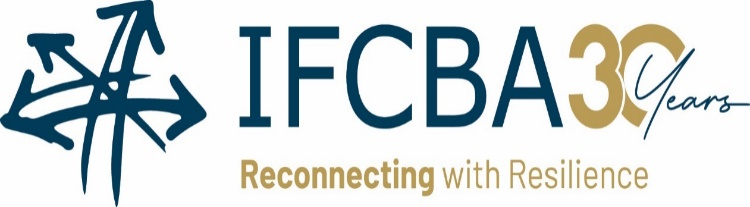 IFCBA 30 Years
Reconnecting with Resilience